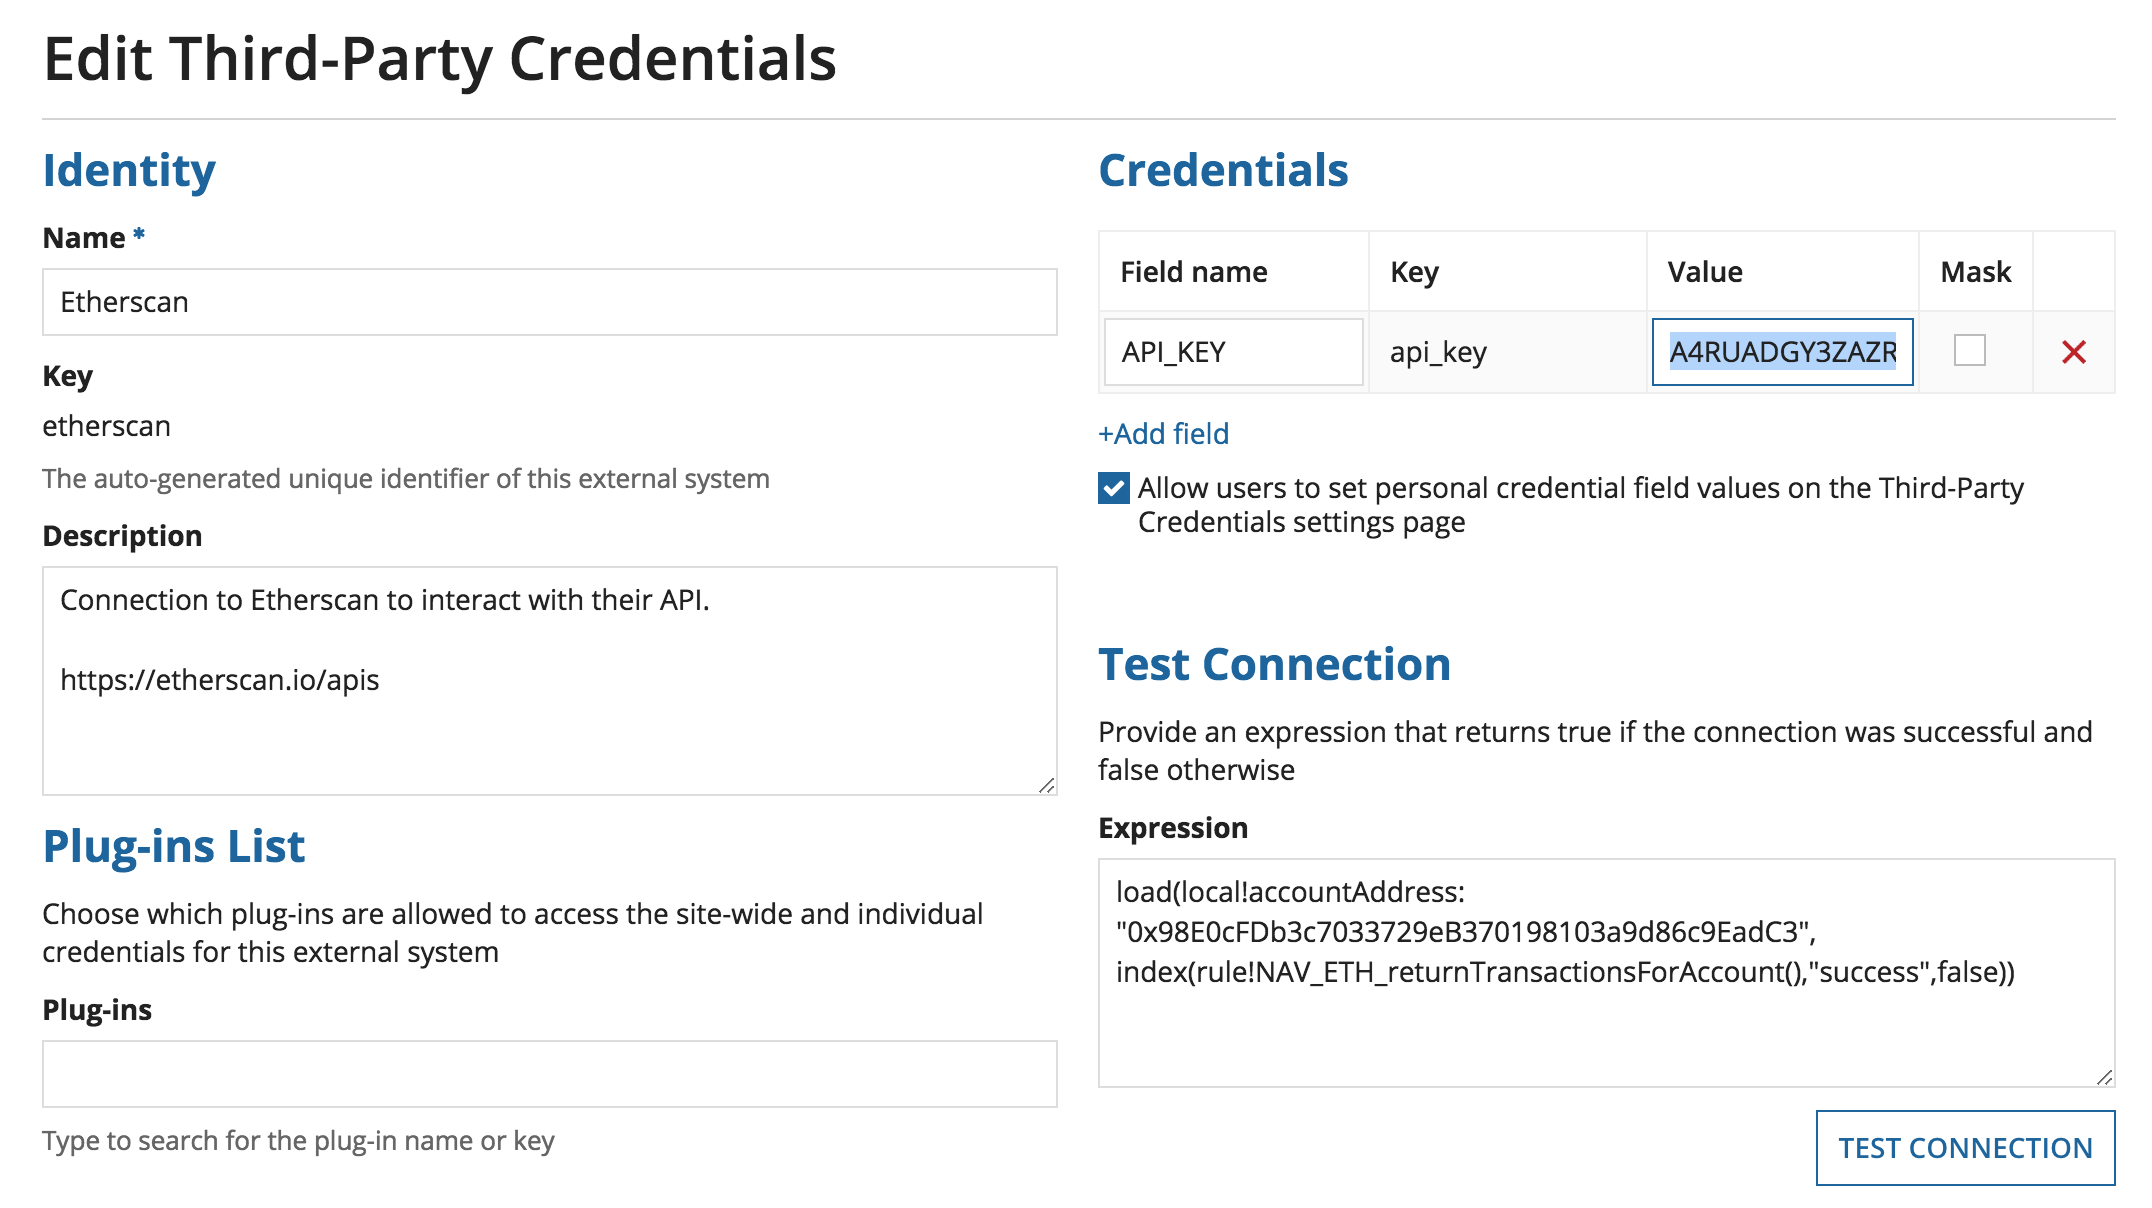 Edit Third-Party Credentials
Identity
Name *
Etherscan
Key
etherscan
The auto-generated unique identifier of this external system
Description
Connection to Etherscan to interact with their API.
https://etherscan.io/apis
Plug-ins List
Choose which plug-ins are allowed to access the site-wide and individual
credentials for this external system
Plug-ins
Type to search for the plug-in name or key
Credentials
Field name Key Value Mask
API_KEY api_key A4RUADGY3ZAZR
+Add field
Allow users to set personal credential field values on the Third-Party
Credentials settings page
Test Connection
Provide an expression that returns true if the connection was successful and
false otherwise
Expression
load(local!accountAddress:
"0x98E0cFDb3c7033729eB370198103a9d86c9EadC3",
index(rule!NAV_ETH_returnTransactionsForAccount(),"success",false))
TEST CONNECTION